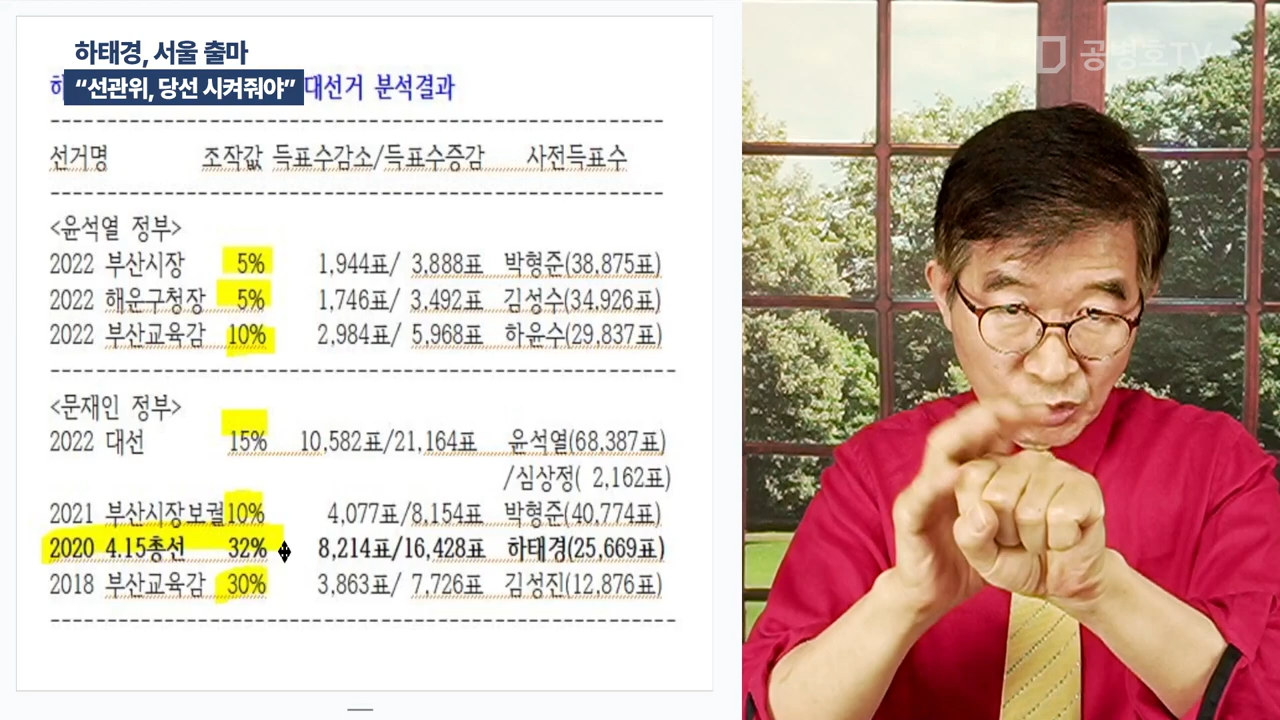 하태경, 서울 출마
“선관위, 당선 시켜줘야”
대선거 분석결과
선거명 조작값 득표수감소/득표수증감 사전득표수
<윤석열 정부>
2022 부산시장 5% 1,944표/ 3,888표 박형준(38,875표)
2022 해운구청장 5% 1,746표/ 3,492표 김성수(34,926표)
2022 부산교육감 10% 2,984표/ 5,968표 하윤수(29,837표)
<문재인 정부>
2022 대선 15% 10,582표/21,164표 윤석열(68,387표)
/심상정( 2,162표)
2021 부산시장보궐10% 4,077표/8,154표 박형준(40,774표)
2020 4.15총선 32% 8,214표/16,428표 하태경(25,669표)
2018 부산교육감 30% 3,863표/ 7,726표 김성진(12,876표)
공병호TV